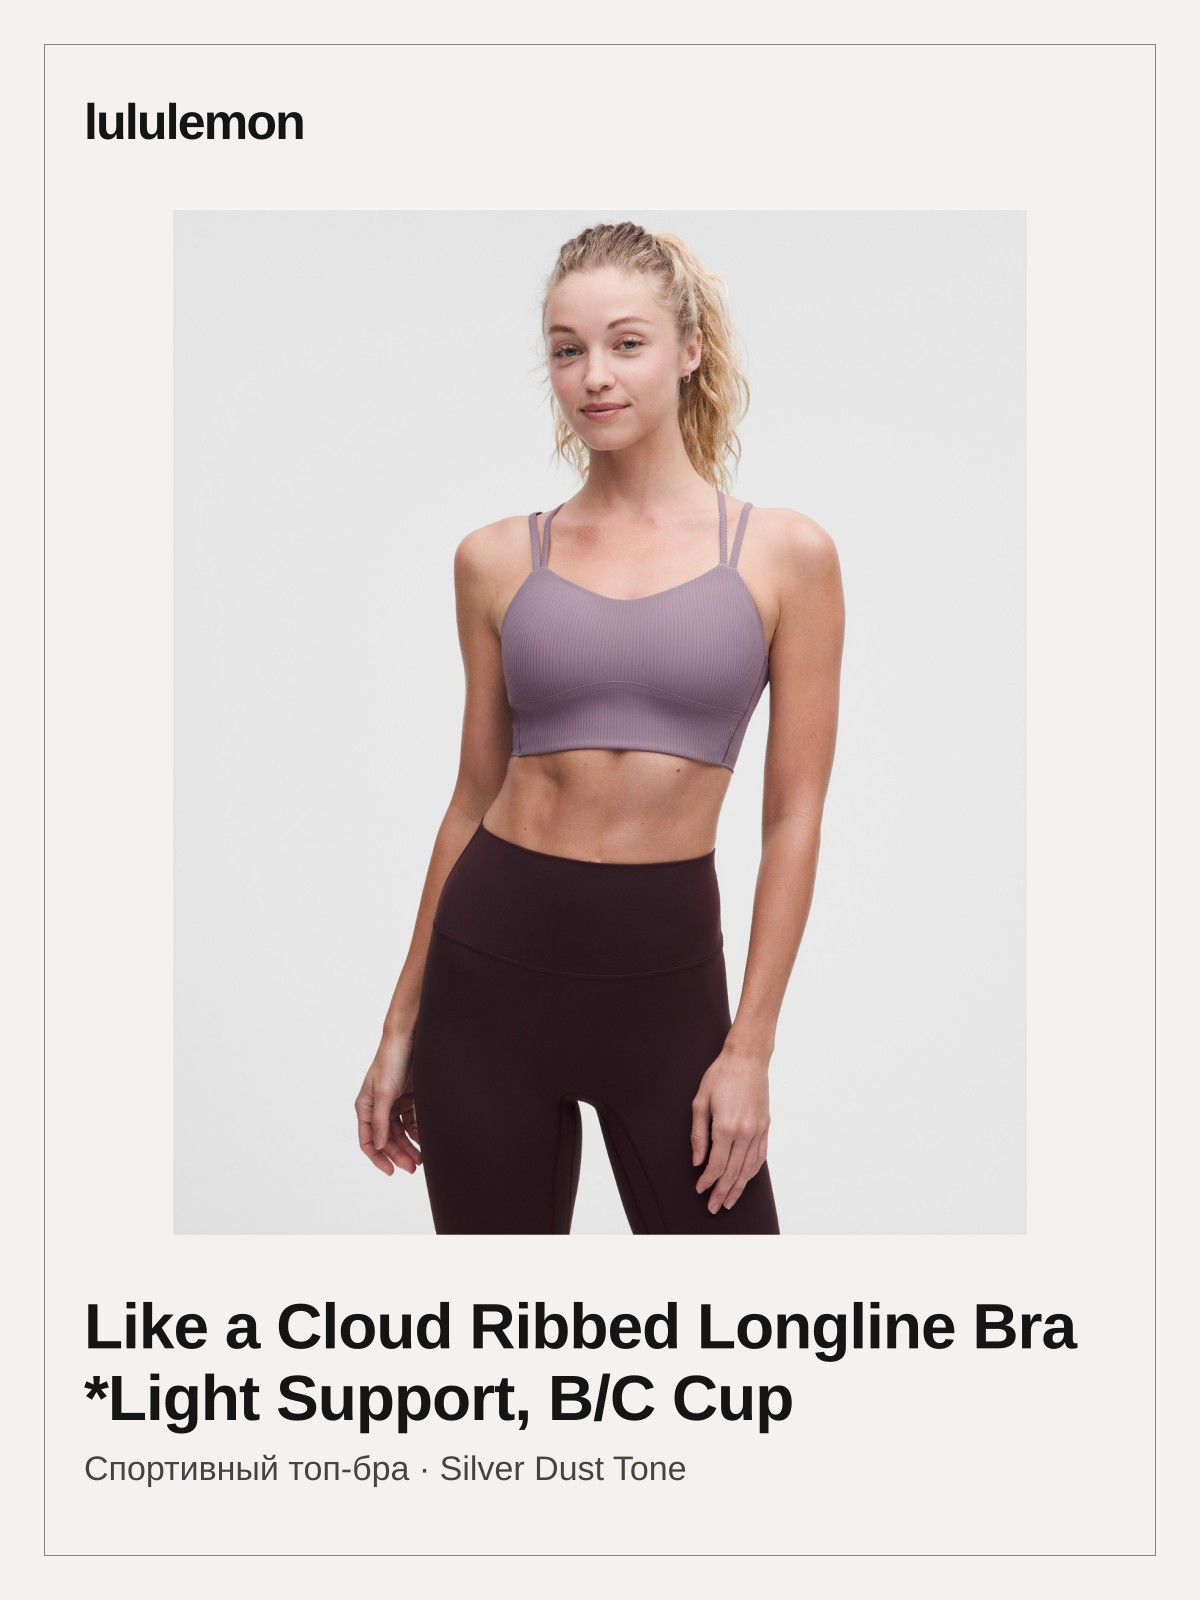 lululemon
Like a Cloud Ribbed Longline Bra
*Light Support, B/C Cup
Спортивный топ-бра · Silver Dust Tone